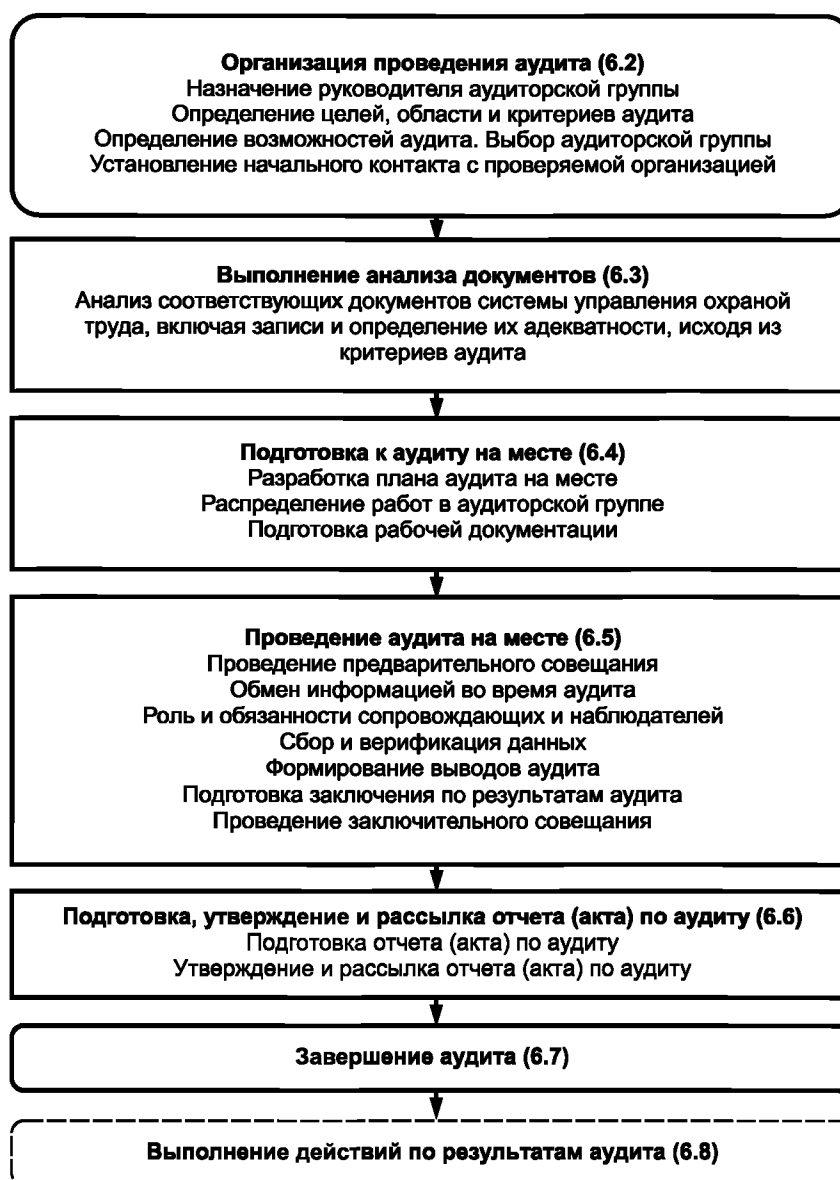 Организация проведения аудита (6.2)
Назначение руководителя аудиторской группы
Определение целей, области и критериев аудита
Определение возможностей аудита. Выбор аудиторской группы
Установление начального контакта с проверяемой организацией
Выполнение анализа документов (6.3)
Анализ соответствующих документов системы управления охраной
труда, включая записи и определение их адекватности, исходя из
критериев аудита
Подготовка к аудиту на месте (6.4)
Разработка плана аудита на месте
Распределение работ в аудиторской группе
Подготовка рабочей документации
Проведение аудита на месте (6.5)
Проведение предварительного совещания
Обмен информацией во время аудита
Роль и обязанности сопровождающих и наблюдателей
Сбор и верификация данных
Формирование выводов аудита
Подготовка заключения по результатам аудита
Проведение заключительного совещания
Подготовка, утверждение и рассылка отчета (акта) по аудиту (6.6)
Подготовка отчета (акта) по аудиту
Утверждение и рассылка отчета (акта) по аудиту
Завершение аудита (6.7)
Выполнение действий по результатам аудита (6.8)